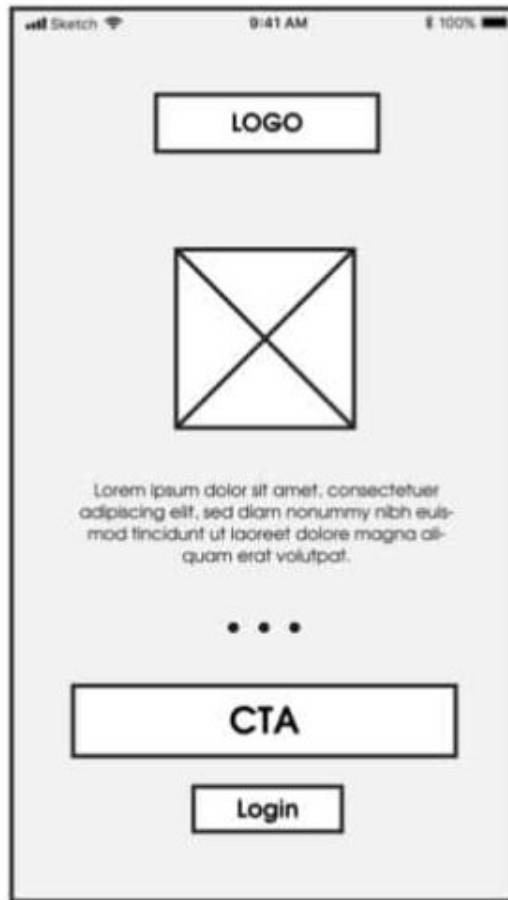 Sketch 9:41 AM 100%
LOGO
Lorem ipsum dolor sit amet, consectetuer
adipiscing elit, sed diam nonummy nibh euis-
mod tincidunt ut laoreet dolore magna ali-
quam erat volutpat.
CTA
Login